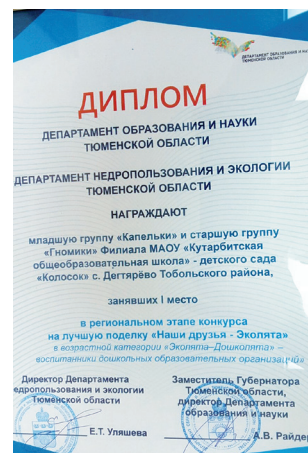 ДЕПАРТАМЕНТ ОБРАЗОВАНИЯ И НАУКИ
ТЮМЕНСКОЙ ОБЛАСТИ
ДИПЛОМ
ДЕПАРТАМЕНТ ОБРАЗОВАНИЯ И НАУКИ
ТЮМЕНСКОЙ ОБЛАСТИ
ДЕПАРТАМЕНТ НЕДРОПОЛЬЗОВАНИЯ И ЭКОЛОГИИ
ТЮМЕНСКОЙ ОБЛАСТИ
НАГРАЖДАЮТ
младшую группу «Капельки» и старшую группу
«Гномики» Филиала МАОУ «Кутарбитская
общеобразовательная школа» - детского сада
«Колосок» с. Дегтярёво Тобольского района,
занявших I место
в региональном этапе конкурса
на лучшую поделку «Наши друзья - Эколята»
в возрастной категории «Эколята–Дошколята» –
воспитанники дошкольных образовательных организаций»
Директор Департамента
едропользования и экологии
Тюменской области
Е.Т. Уляшева
Заместитель Губернатора
Тюменской области,
директор Департамента
образования и науки
А.В. Райдер